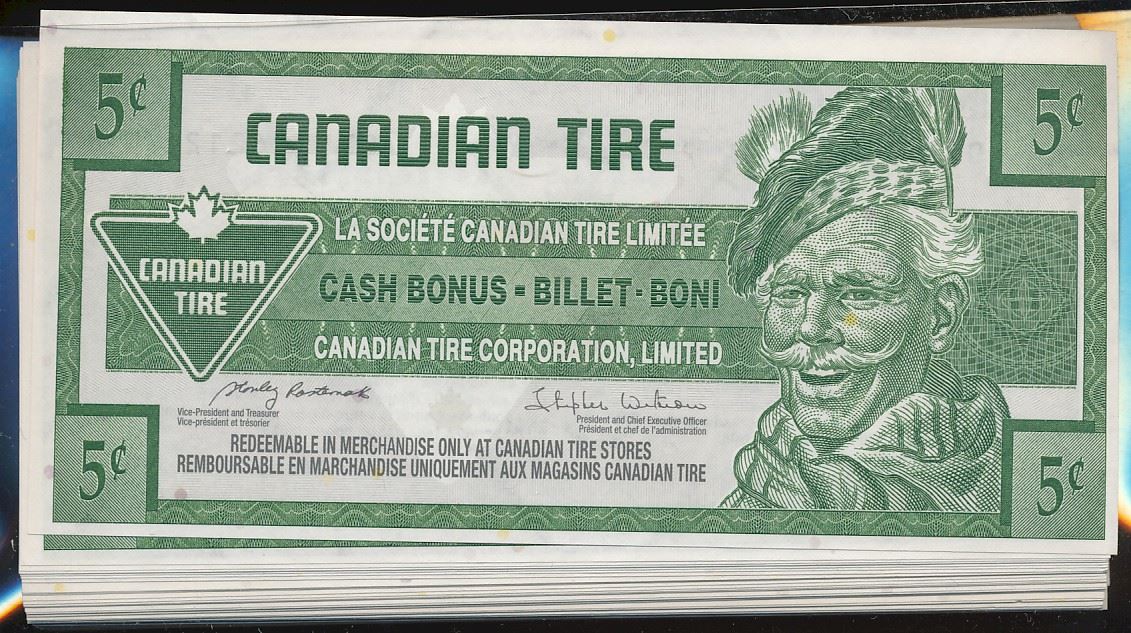 5¢
5¢
CANADIAN TIRE
LA SOCIÉTÉ CANADIAN TIRE LIMITÉE
CANADIAN
TIRE
CASH BONUS - BILLET - BONI
CANADIAN TIRE CORPORATION, LIMITED
Vice-President and Treasurer
Vice-président et trésorier
President and Chief Executive Officer
Président et chef de l'administration
REDEEMABLE IN MERCHANDISE ONLY AT CANADIAN TIRE STORES
REMBOURSABLE EN MARCHANDISE UNIQUEMENT AUX MAGASINS CANADIAN TIRE
5¢
5¢